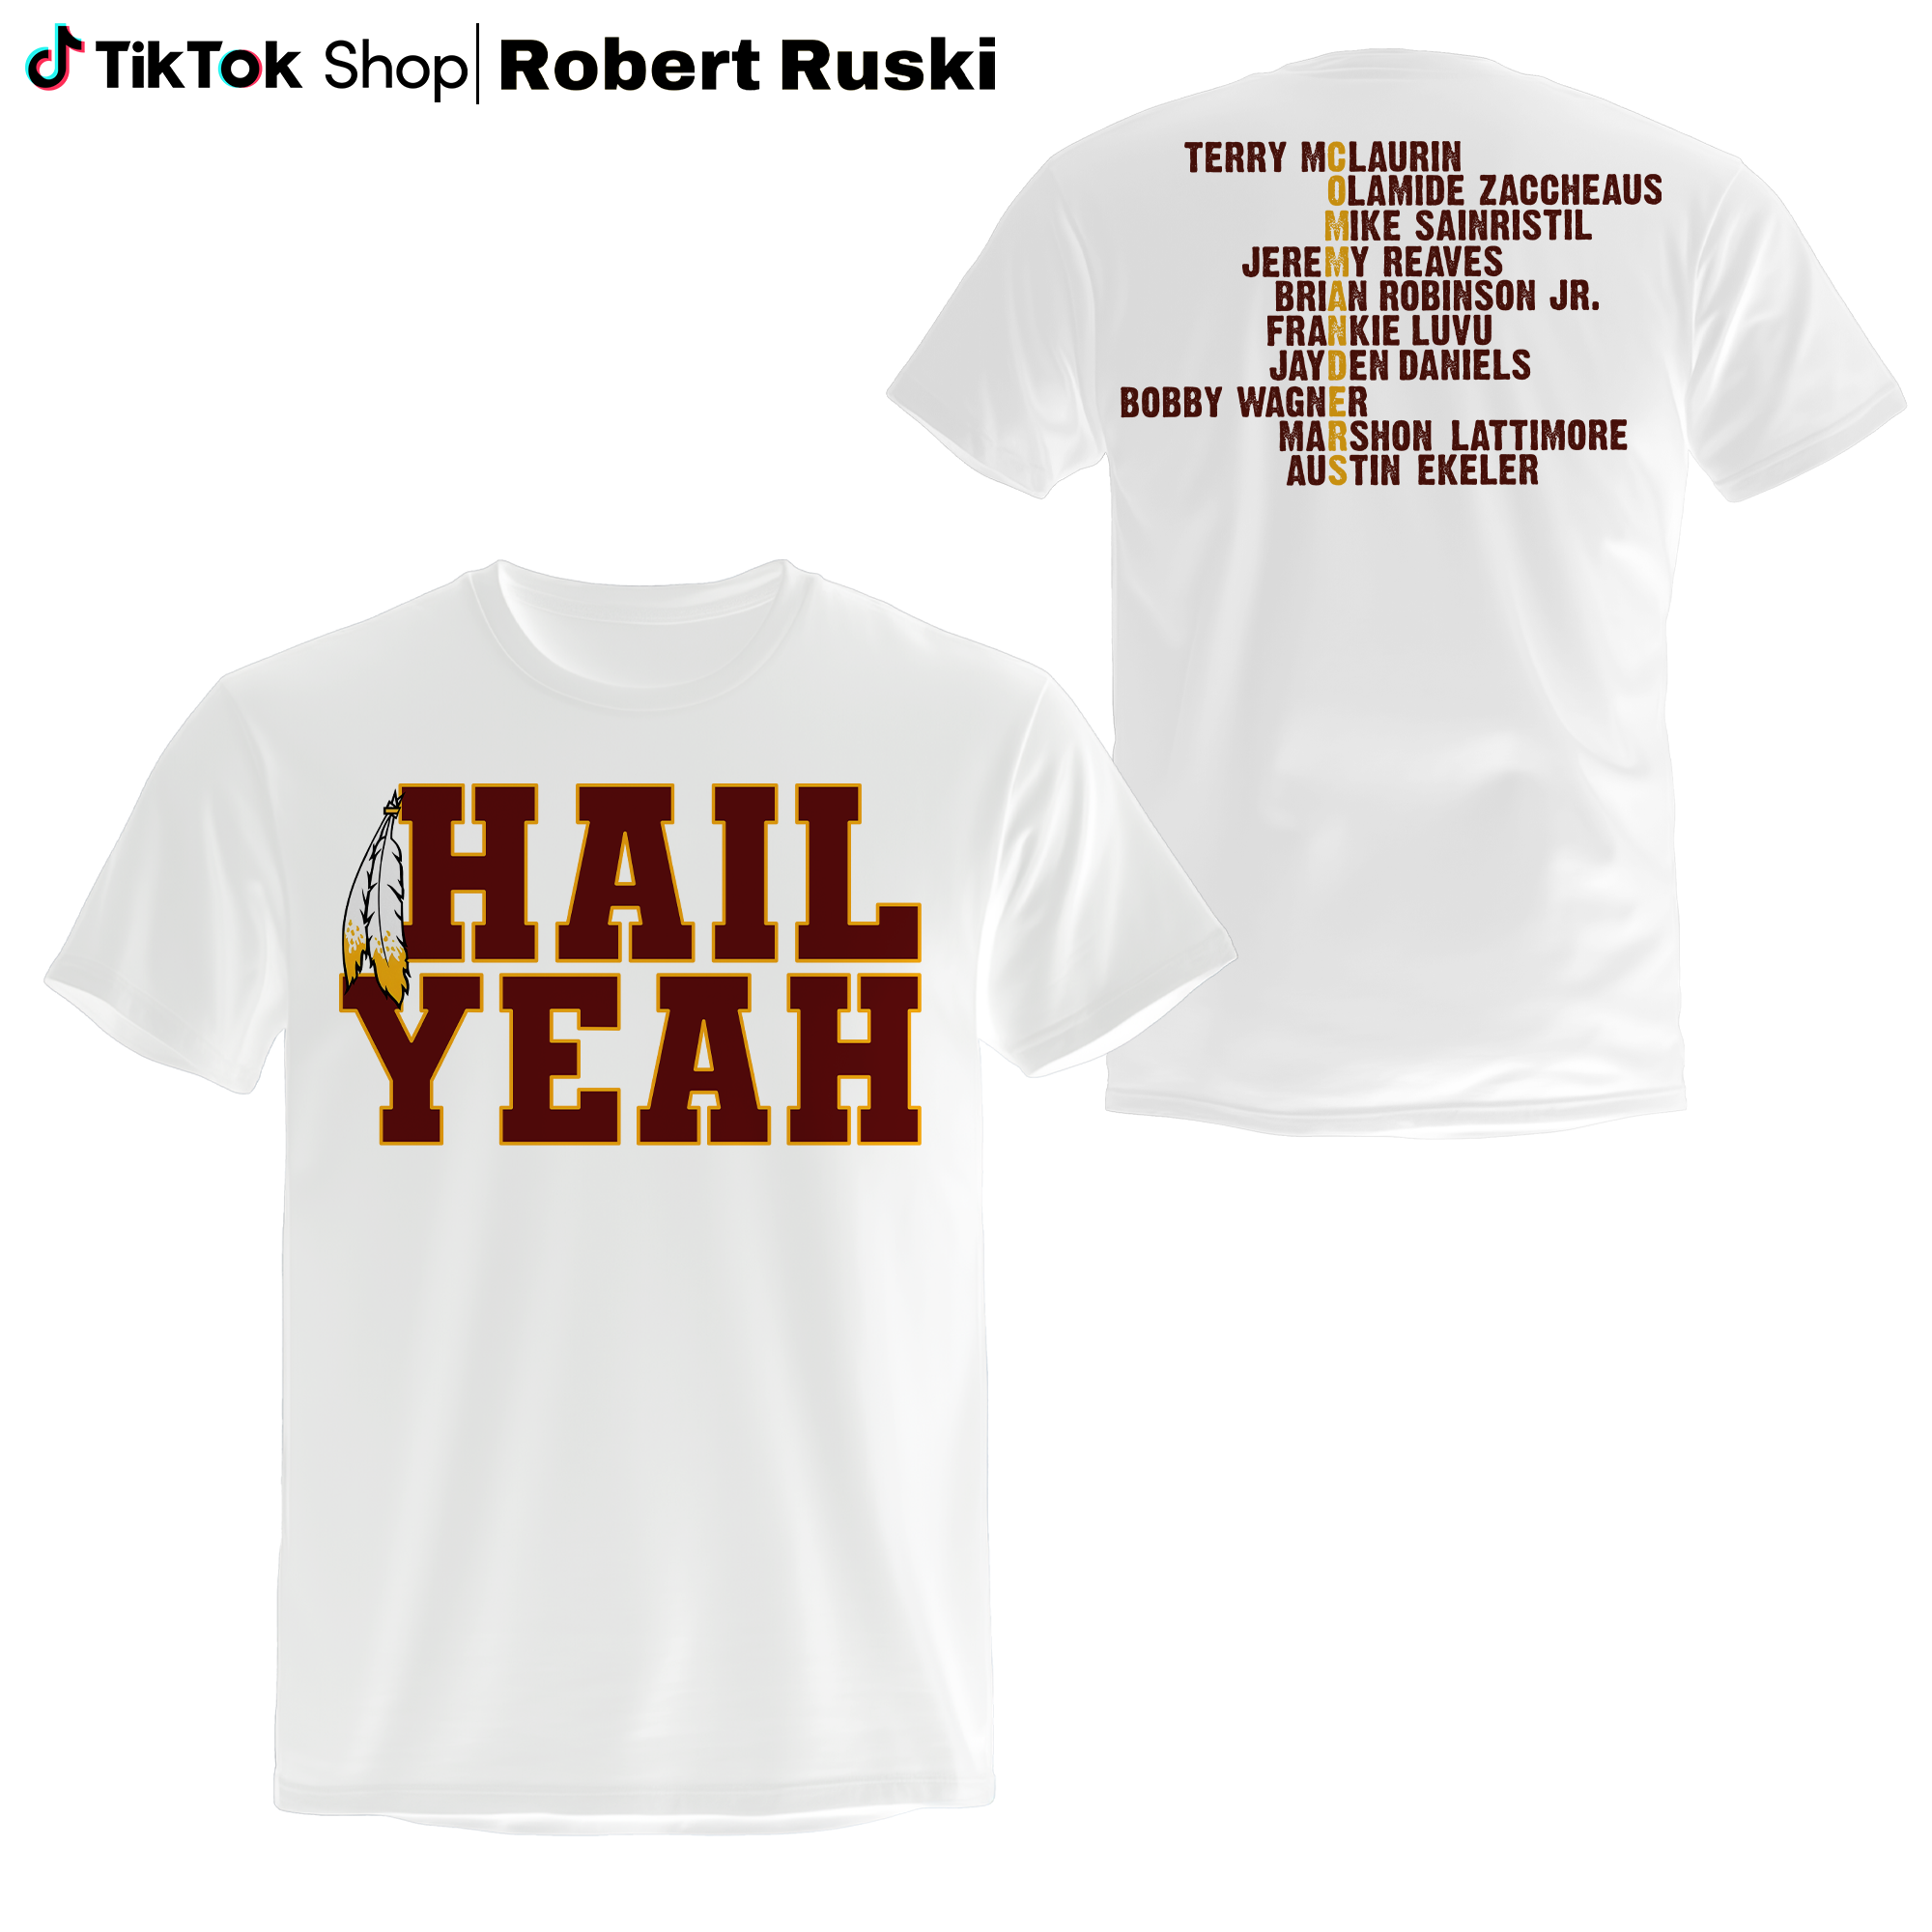 TikTok Shop | Robert Ruski
TERRY MCLAURIN
OLAMIDE ZACCHEAUS
MIKE SAINRISTIL
JEREMY REAVES
BRIAN ROBINSON JR.
FRANKIE LUVU
JAYDEN DANIELS
BOBBY WAGNER
MARSHON LATTIMORE
AUSTIN EKELER
HAIL
YEAH